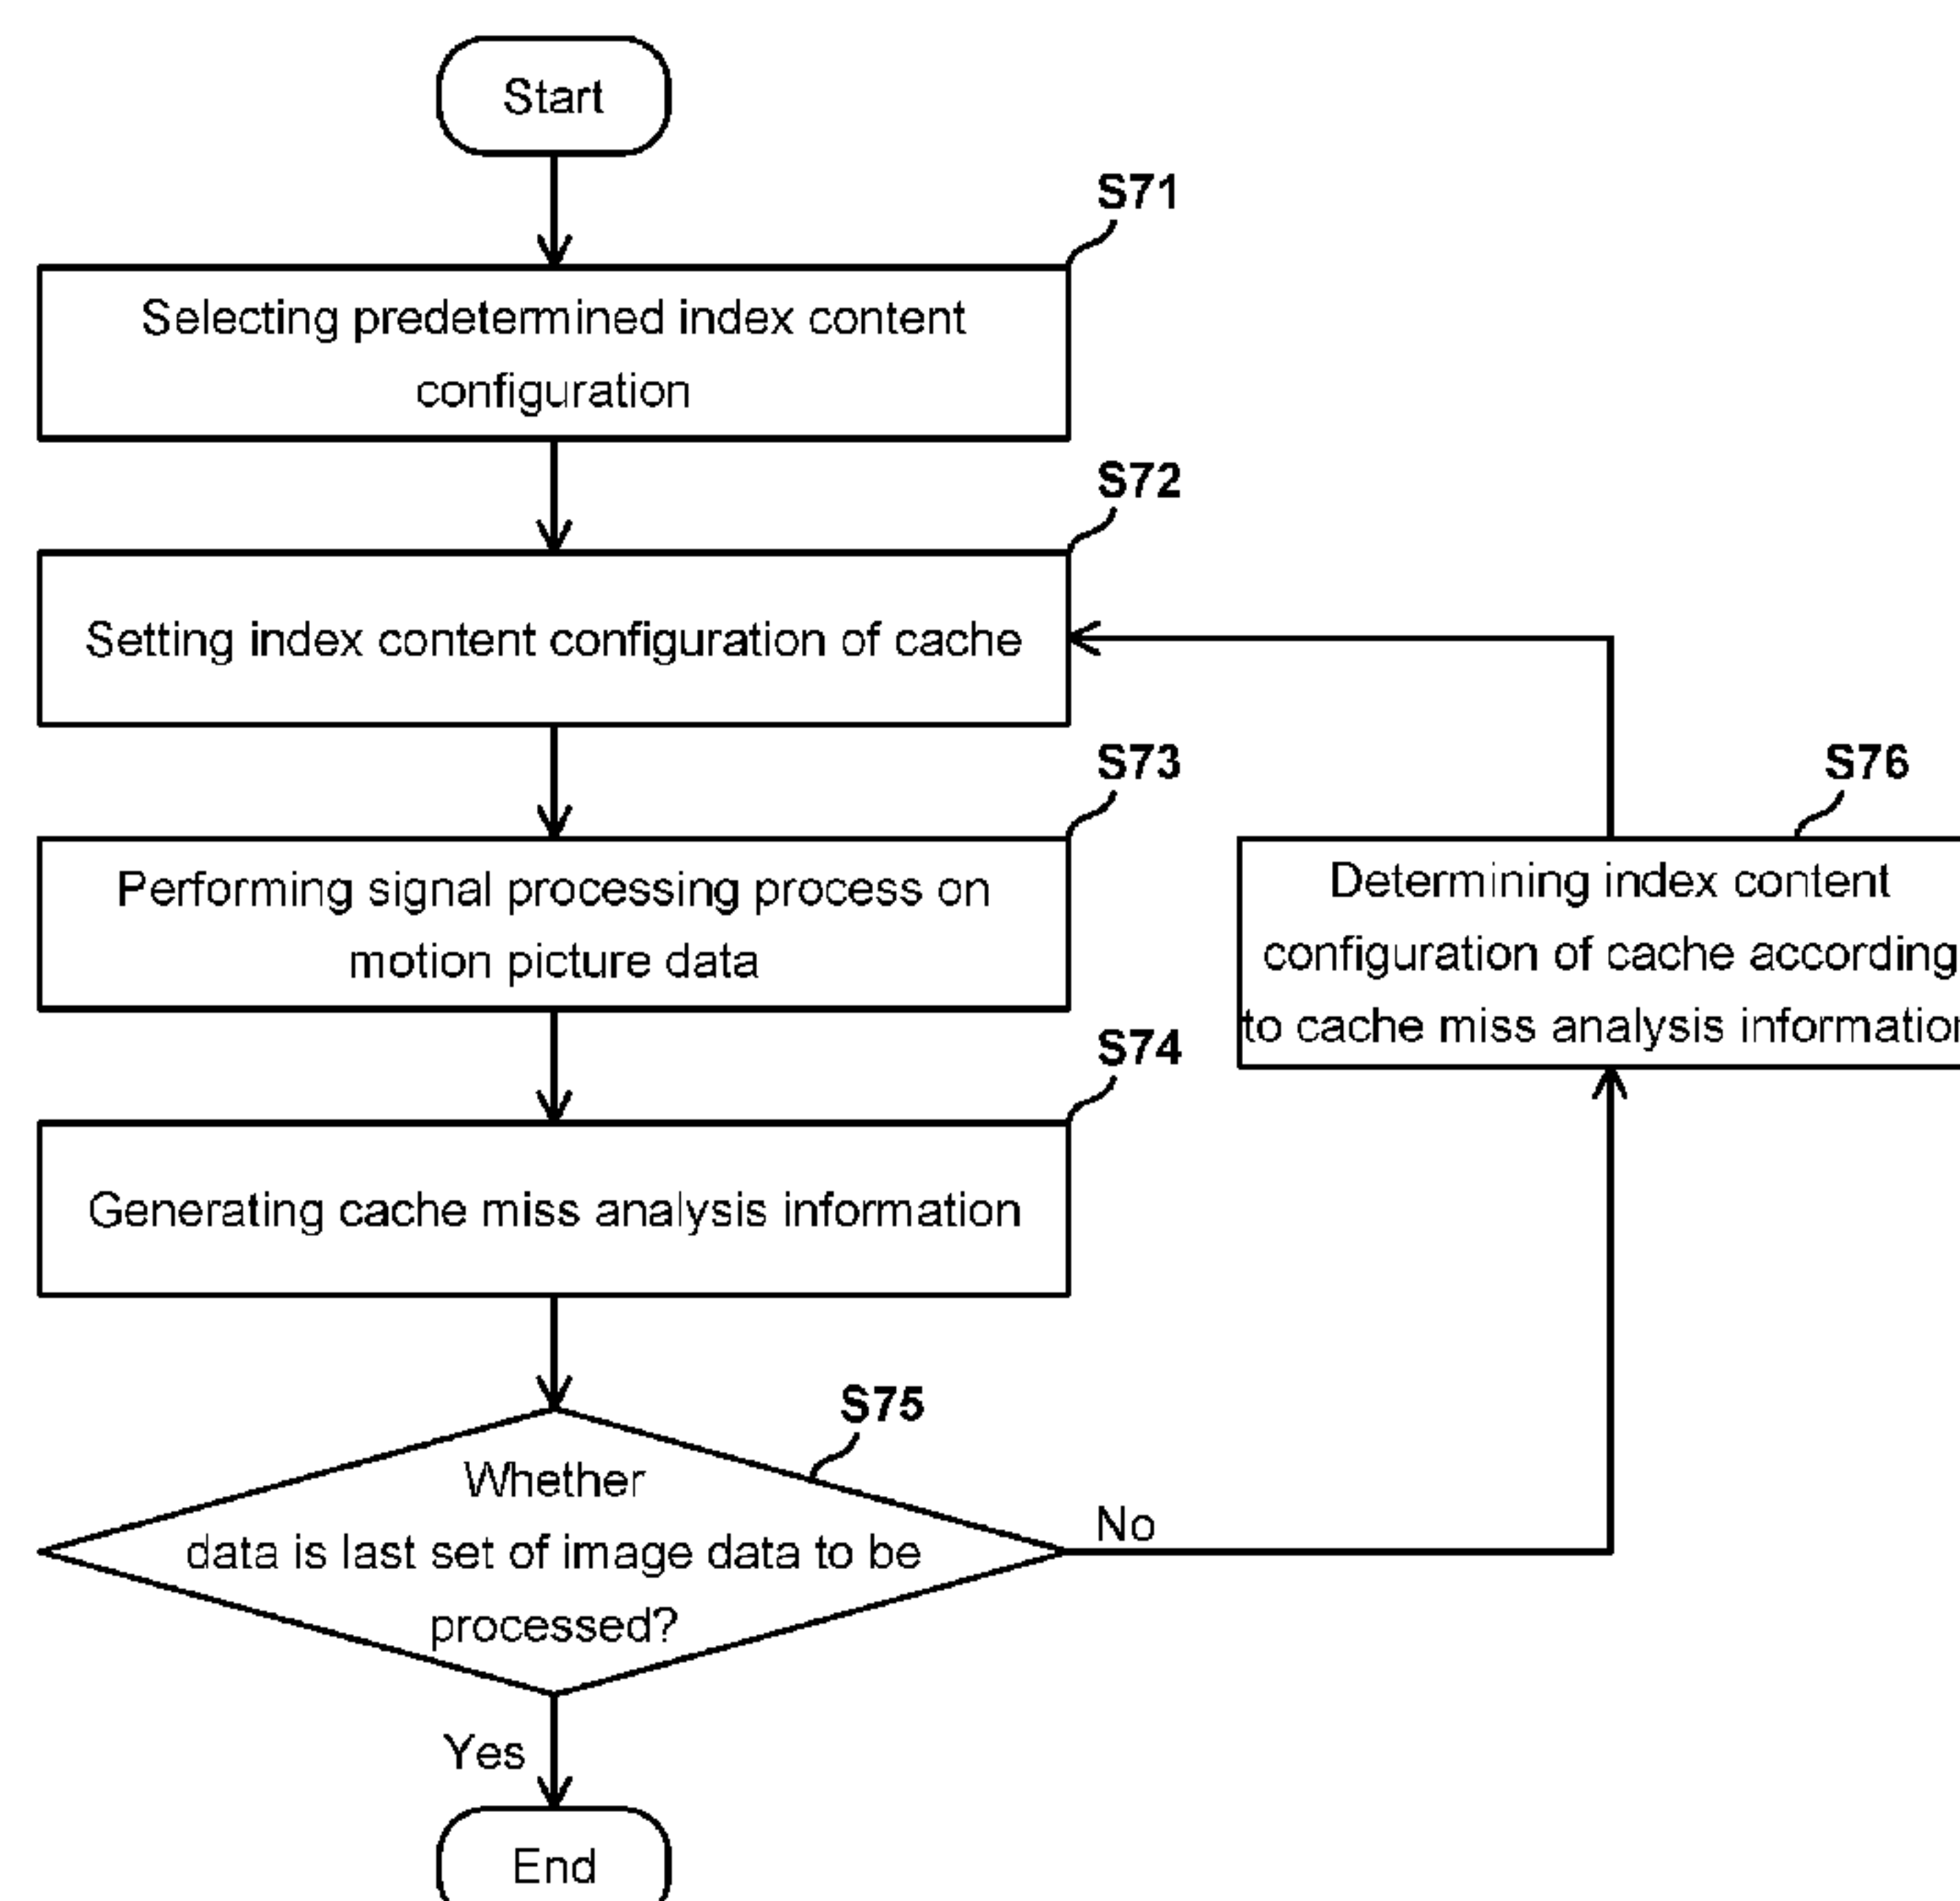 Start
S71
Selecting predetermined index content
configuration
S72
Setting index content configuration of cache
S73
Performing signal processing process on
motion picture data
S76
Determining index content
configuration of cache according
to cache miss analysis information
S74
Generating cache miss analysis information
S75
Whether
data is last set of image data to be
processed?
No
Yes
End